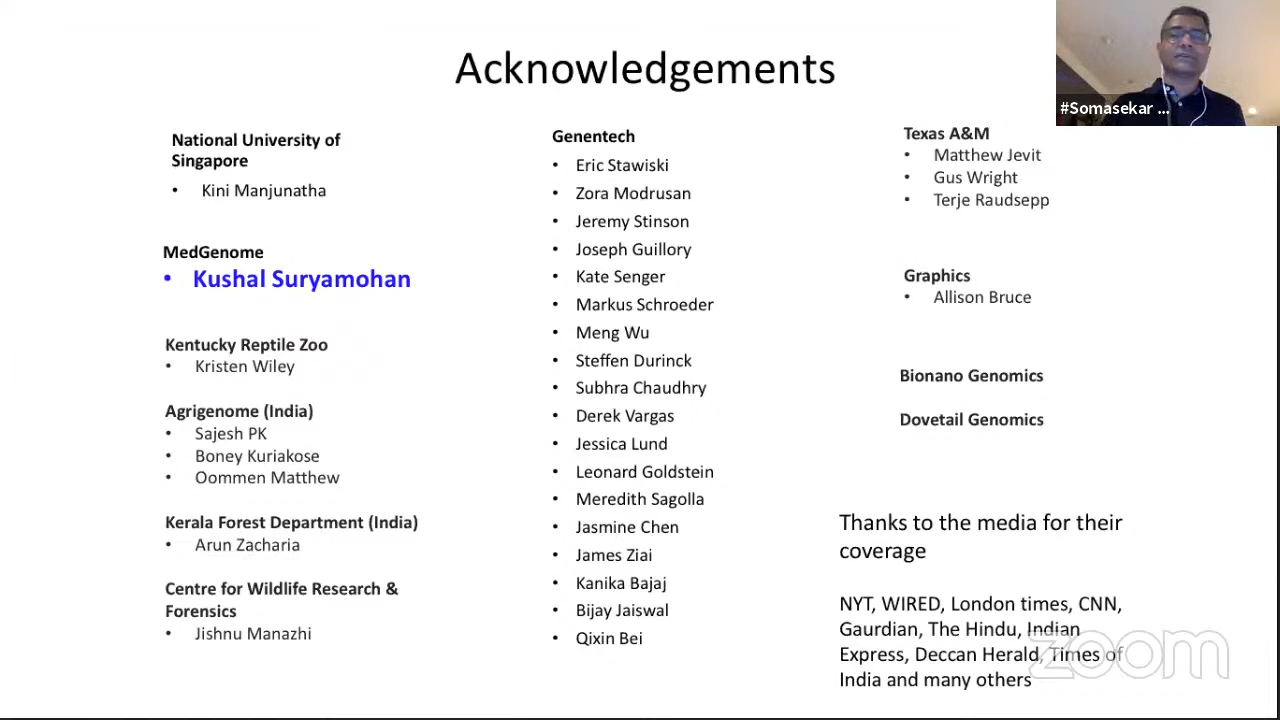 Acknowledgements
#Somasekar ...
National University of
Singapore
• Kini Manjunatha
MedGenome
• Kushal Suryamohan
Kentucky Reptile Zoo
• Kristen Wiley
Agrigenome (India)
• Sajesh PK
• Boney Kuriakose
• Oommen Matthew
Kerala Forest Department (India)
• Arun Zacharia
Centre for Wildlife Research &
Forensics
• Jishnu Manazhi
Genentech
• Eric Stawiski
• Zora Modrusan
• Jeremy Stinson
• Joseph Guillory
• Kate Senger
• Markus Schroeder
• Meng Wu
• Steffen Durinck
• Subhra Chaudhry
• Derek Vargas
• Jessica Lund
• Leonard Goldstein
• Meredith Sagolla
• Jasmine Chen
• James Ziai
• Kanika Bajaj
• Bijay Jaiswal
• Qixin Bei
Texas A&M
• Matthew Jevit
• Gus Wright
• Terje Raudsepp
Graphics
• Allison Bruce
Bionano Genomics
Dovetail Genomics
Thanks to the media for their
coverage
NYT, WIRED, London times, CNN,
Gaurdian, The Hindu, Indian
Express, Deccan Herald, Times of
India and many others
zoom